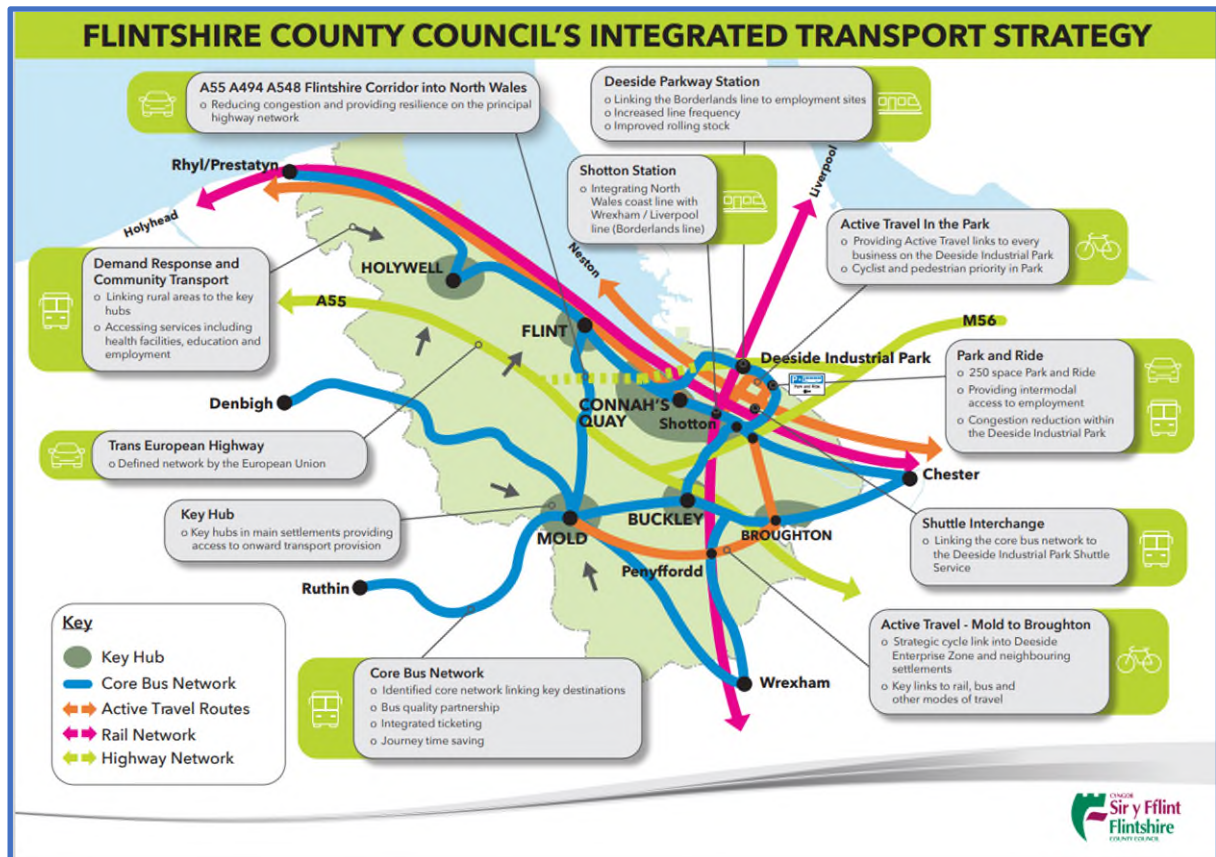 FLINTSHIRE COUNTY COUNCIL'S INTEGRATED TRANSPORT STRATEGY
A55 A494 A548 Flintshire Corridor into North Wales
o Reducing congestion and providing resilience on the principal
highway network
Deeside Parkway Station
o Linking the Borderlands line to employment sites
o Increased line frequency
o Improved rolling stock
Rhyl/Prestatyn
Holyhead
Shotton Station
o Integrating North
Wales coast line with
Wrexham / Liverpool
line (Borderlands line)
Liverpool
Neston
Active Travel In the Park
o Providing Active Travel links to every
business on the Deeside Industrial Park
o Cyclist and pedestrian priority in Park
Demand Response and
Community Transport
o Linking rural areas to the key
hubs
o Accessing services including
health facilities, education and
employment
HOLYWELL
A55
FLINT
M56
Deeside Industrial Park
Park and Ride
Park and Ride
o 250 space Park and Ride
o Providing intermodal
access to employment
o Congestion reduction within
the Deeside Industrial Park
Denbigh
CONNAH'S
QUAY
Shotton
Trans European Highway
o Defined network by the European Union
Chester
Key Hub
o Key hubs in main settlements providing
access to onward transport provision
MOLD
BUCKLEY
BROUGHTON
Shuttle Interchange
o Linking the core bus network to
the Deeside Industrial Park Shuttle
Service
Penyffordd
Ruthin
Key
Key Hub
Core Bus Network
Active Travel Routes
Rail Network
Highway Network
Core Bus Network
o Identified core network linking key destinations
o Bus quality partnership
o Integrated ticketing
o Journey time saving
Wrexham
Active Travel - Mold to Broughton
o Strategic cycle link into Deeside
Enterprise Zone and neighbouring
settlements
o Key links to rail, bus and
other modes of travel
CYNGOR
Sir y Fflint
Flintshire
COUNTY COUNCIL